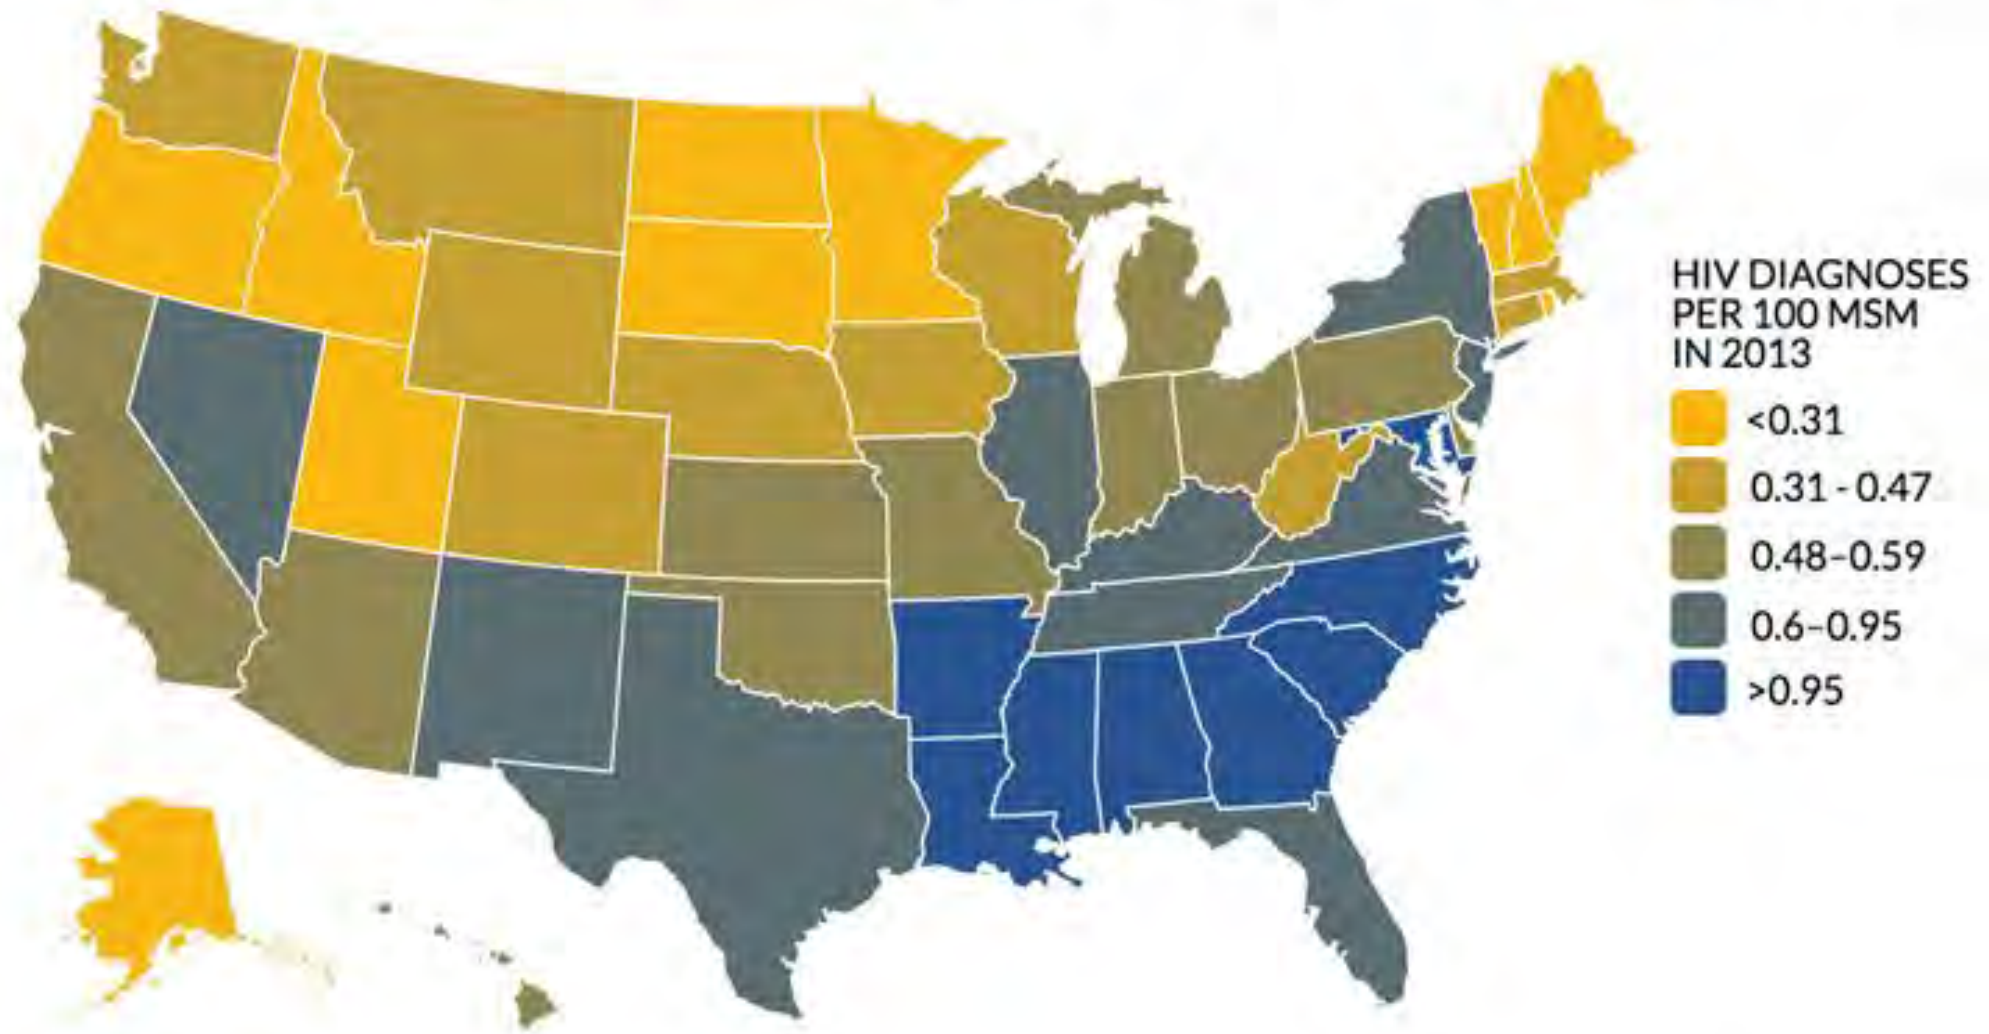 HIV DIAGNOSES
PER 100 MSM
IN 2013
<0.31
0.31 - 0.47
0.48–0.59
0.6–0.95
>0.95